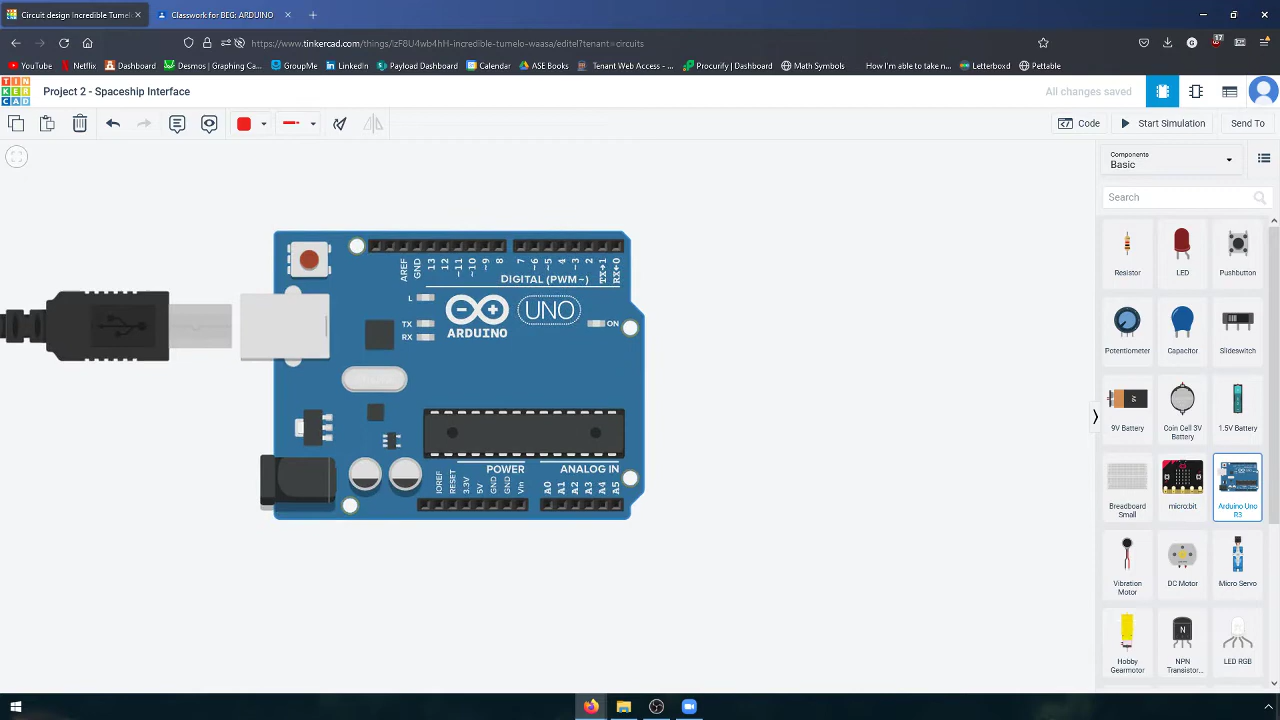 Circuit design Incredible Tumel
Classwork for BEG: ARDUINO
https://www.tinkercad.com/things/lzF8U4wb4hH-incredible-tumelo-waasa/editel?tenant=circuits
YouTube
Netflix
Dashboard
Desmos | Graphing Ca...
GroupMe
LinkedIn
Payload Dashboard
Calendar
ASE Books
Tenant Web Access - ...
Procurify | Dashboard
Math Symbols
How I'm able to take n...
Letterboxd
Pettable
TIN
KER
CAD
Project 2 - Spaceship Interface
All changes saved
Code
Start Simulation
Send To
Components
Basic
Search
Resistor
LED
Pushbutton
Potentiometer
Capacitor
Slideswitch
9V Battery
Coin Cell 3V
Battery
1.5V Battery
Breadboard
Small
micro:bit
Arduino Uno
R3
Vibration
Motor
DC Motor
Micro Servo
Hobby
Gearmotor
N
NPN
Transistor...
LED RGB
AREF
GND
13
12
~11
~10
~9
8
7
~6
~5
4
~3
2
TX→1
RX←0
DIGITAL (PWM~)
L
TX
RX
ARDUINO
UNO
ON
POWER
ANALOG IN
IOREF
RESET
3.3V
5V
GND
GND
Vin
A0
A1
A2
A3
A4
A5